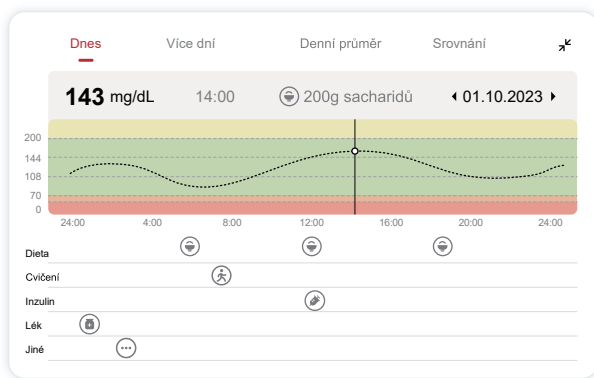 Dnes Více dní Denní průměr Srovnání
143 mg/dL 14:00 200g sacharidů 01.10.2023
200
144
108
70
0
24:00 4:00 8:00 12:00 16:00 20:00 24:00
Dieta
Cvičení
Inzulin
Lék
Jiné